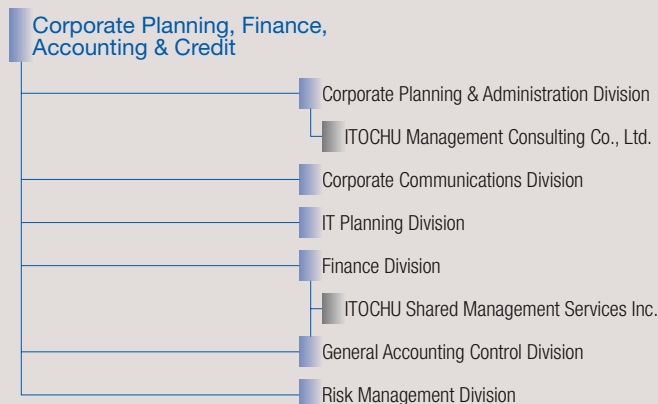 Corporate Planning, Finance,
Accounting & Credit
Corporate Planning & Administration Division
ITOCHU Management Consulting Co., Ltd.
Corporate Communications Division
IT Planning Division
Finance Division
ITOCHU Shared Management Services Inc.
General Accounting Control Division
Risk Management Division